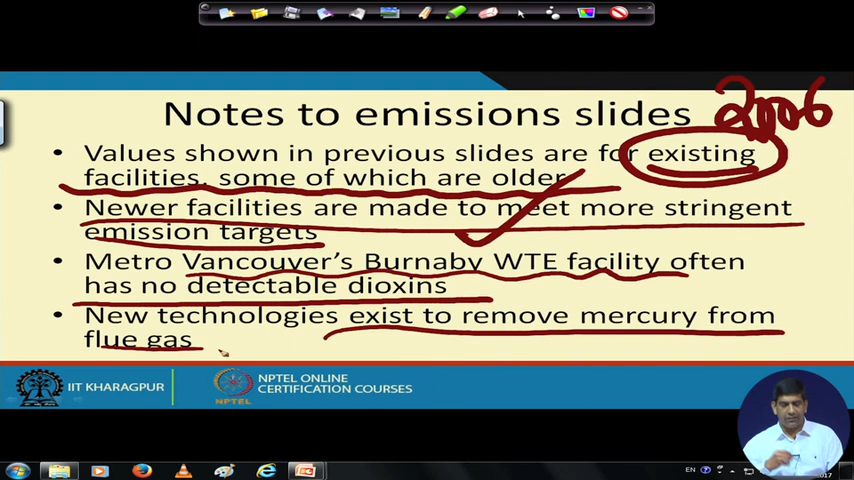 Notes to emissions slides
2006
• Values shown in previous slides are for existing
facilities, some of which are older
• Newer facilities are made to meet more stringent
emission targets
• Metro Vancouver's Burnaby WTE facility often
has no detectable dioxins
• New technologies exist to remove mercury from
flue gas
IIT KHARAGPUR
NPTEL
NPTEL ONLINE
CERTIFICATION COURSES
EN